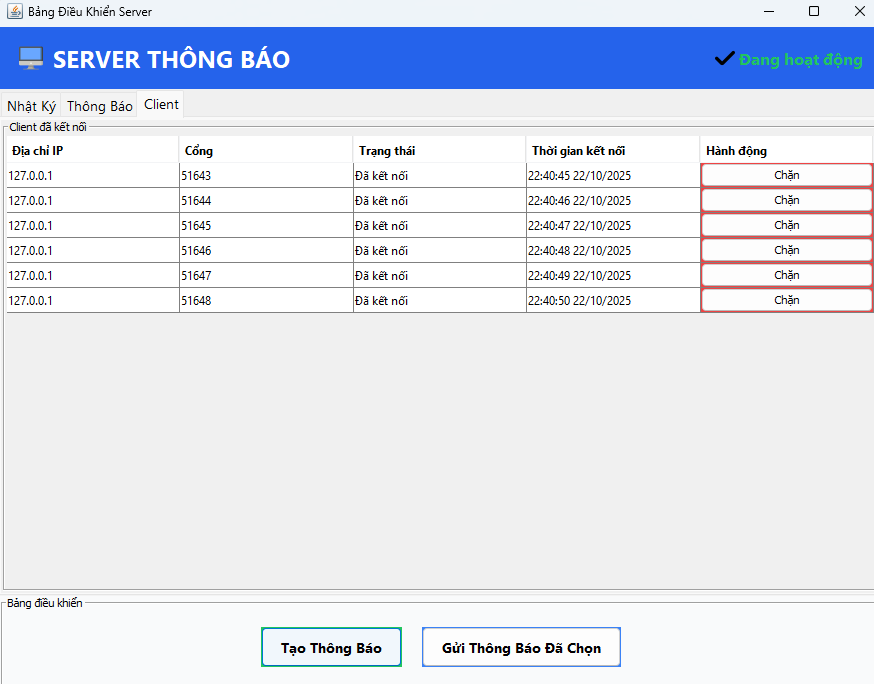 Bảng Điều Khiển Server
SERVER THÔNG BÁO
Đang hoạt động
Nhật Ký Thông Báo Client
Client đã kết nối
Địa chỉ IP Cổng Trạng thái Thời gian kết nối Hành động
127.0.0.1 51643 Đã kết nối 22:40:45 22/10/2025 Chặn
127.0.0.1 51644 Đã kết nối 22:40:46 22/10/2025 Chặn
127.0.0.1 51645 Đã kết nối 22:40:47 22/10/2025 Chặn
127.0.0.1 51646 Đã kết nối 22:40:48 22/10/2025 Chặn
127.0.0.1 51647 Đã kết nối 22:40:49 22/10/2025 Chặn
127.0.0.1 51648 Đã kết nối 22:40:50 22/10/2025 Chặn
Bảng điều khiển
Tạo Thông Báo Gửi Thông Báo Đã Chọn